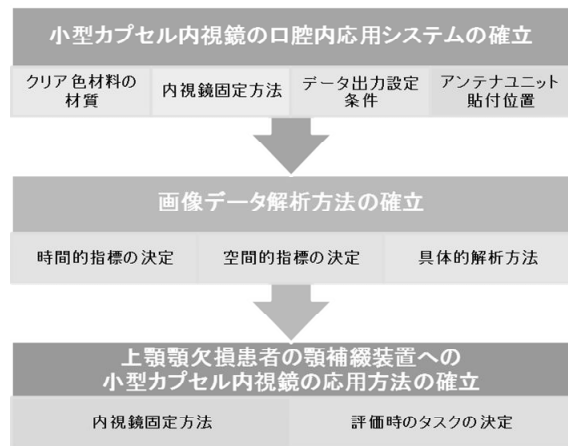 小型カプセル内視鏡の口腔内応用システムの確立
クリア色材料の
材質
内視鏡固定方法
データ出力設定
条件
アンテナユニット
貼付位置
画像データ解析方法の確立
時間的指標の決定
空間的指標の決定
具体的解析方法
上顎顎欠損患者の顎補綴装置への
小型カプセル内視鏡の応用方法の確立
内視鏡固定方法
評価時のタスクの決定